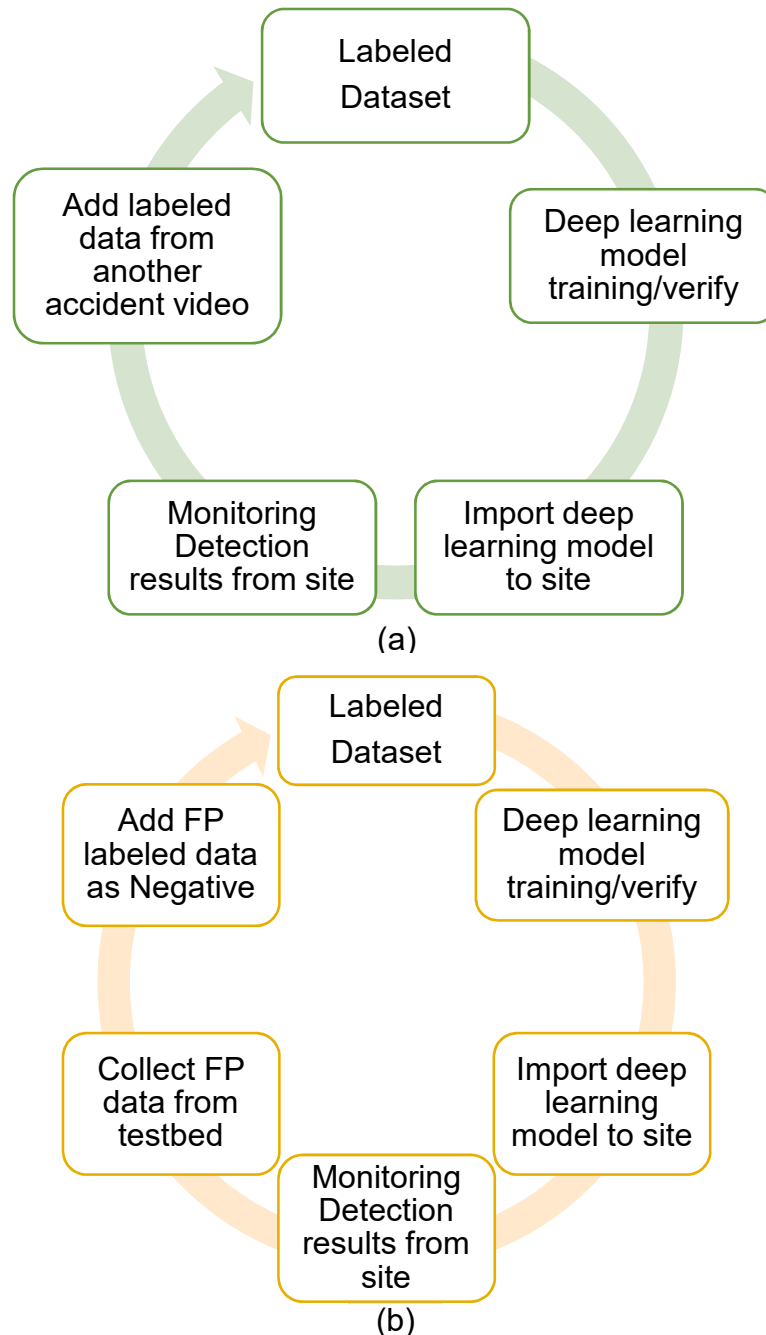 Labeled
Dataset
Deep learning
model
training/verify
Import deep
learning model
to site
Monitoring
Detection
results from site
Add labeled
data from
another
accident video
(a)
Labeled
Dataset
Deep learning
model
training/verify
Import deep
learning
model to site
Monitoring
Detection
results from
site
Collect FP
data from
testbed
Add FP
labeled data
as Negative
(b)